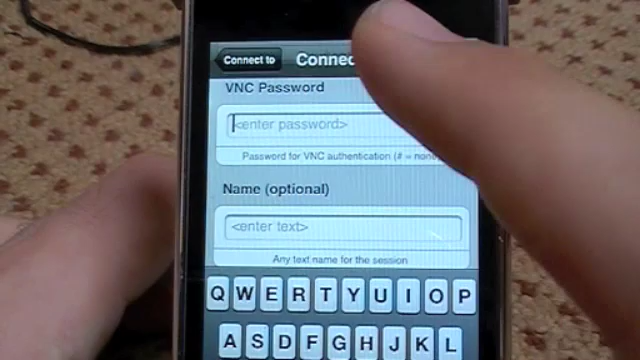 Connect to
Connec
VNC Password
<enter password>
Password for VNC authentication (# = none
Name (optional)
<enter text>
Any text name for the session
Q W E R T Y U I O P
A S D F G H J K L